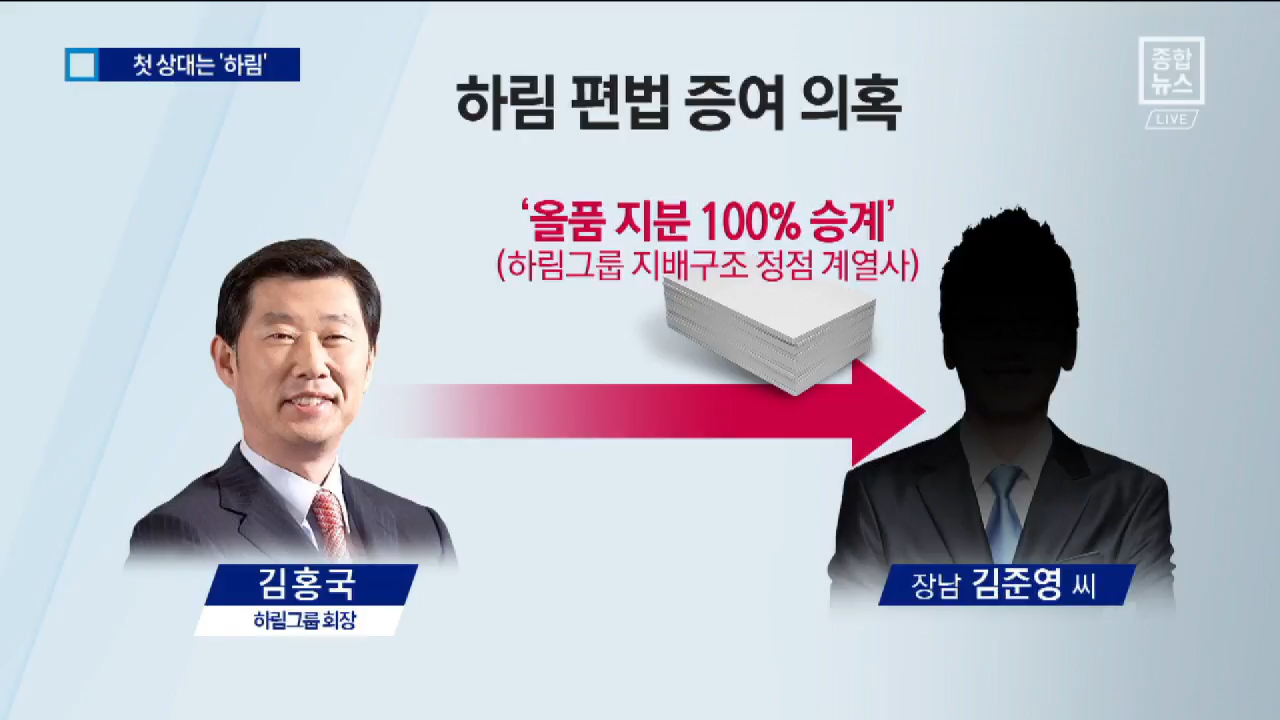 첫 상대는 '하림'
하림 편법 증여 의혹
종합
뉴스
LIVE
‘올품 지분 100% 승계’
(하림그룹 지배구조 정점 계열사)
김홍국
하림그룹 회장
장남 김준영 씨